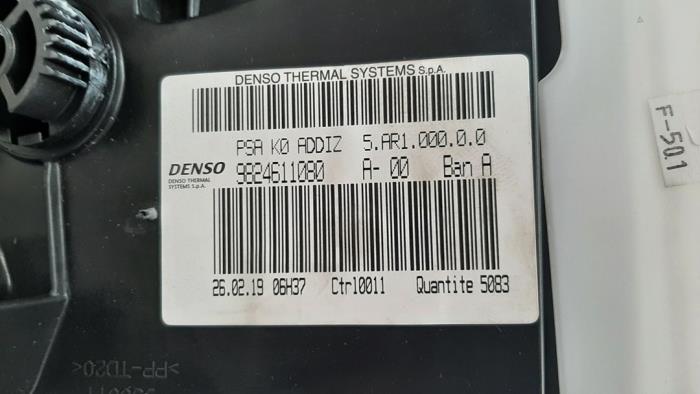 DENSO THERMAL SYSTEMS S.p.A.
PSA K0 ADDIZ 5.AR1.000.0.0
DENSO 9824611080 A- 00 Ban A
DENSO THERMAL
SYSTEMS S.p.A.
26.02.19 06H37 Ctrl0011 Quantite 5083
F-501
>PP-TD20<